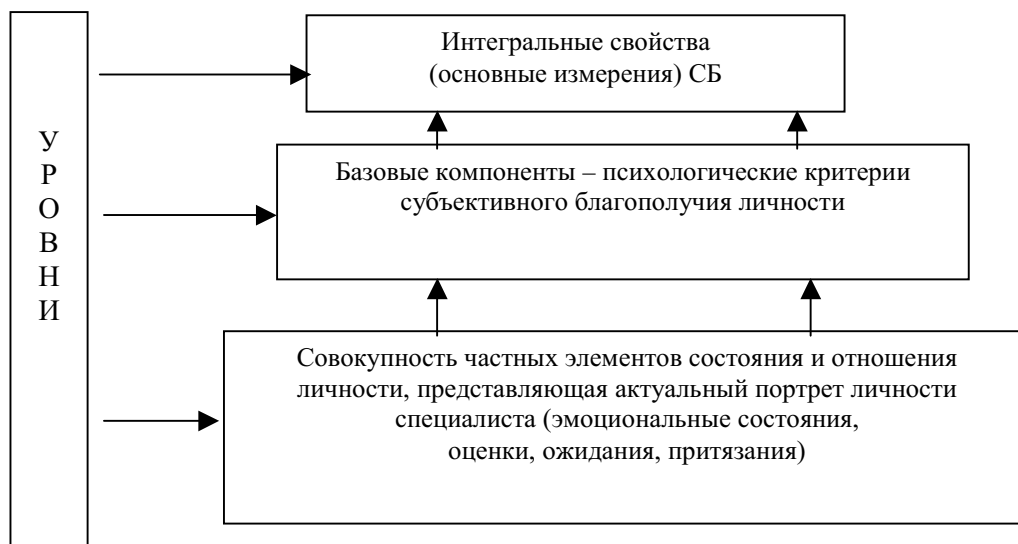 УРОВНИ
Интегральные свойства
(основные измерения) СБ
Базовые компоненты – психологические критерии
субъективного благополучия личности
Совокупность частных элементов состояния и отношения
личности, представляющая актуальный портрет личности
специалиста (эмоциональные состояния,
оценки, ожидания, притязания)